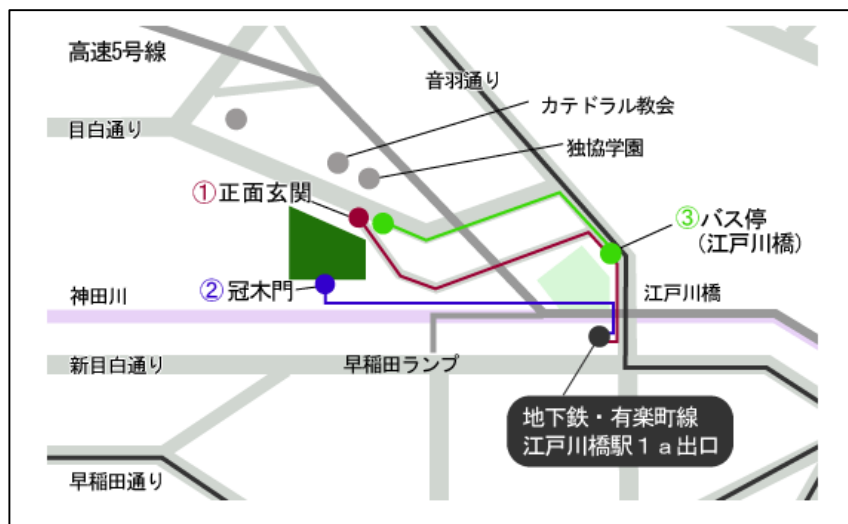 高速5号線
音羽通り
カテドラル教会
目白通り
独協学園
①正面玄関
③バス停
（江戸川橋）
②冠木門
神田川
江戸川橋
新目白通り
早稲田ランプ
地下鉄・有楽町線
江戸川橋駅１ａ出口
早稲田通り